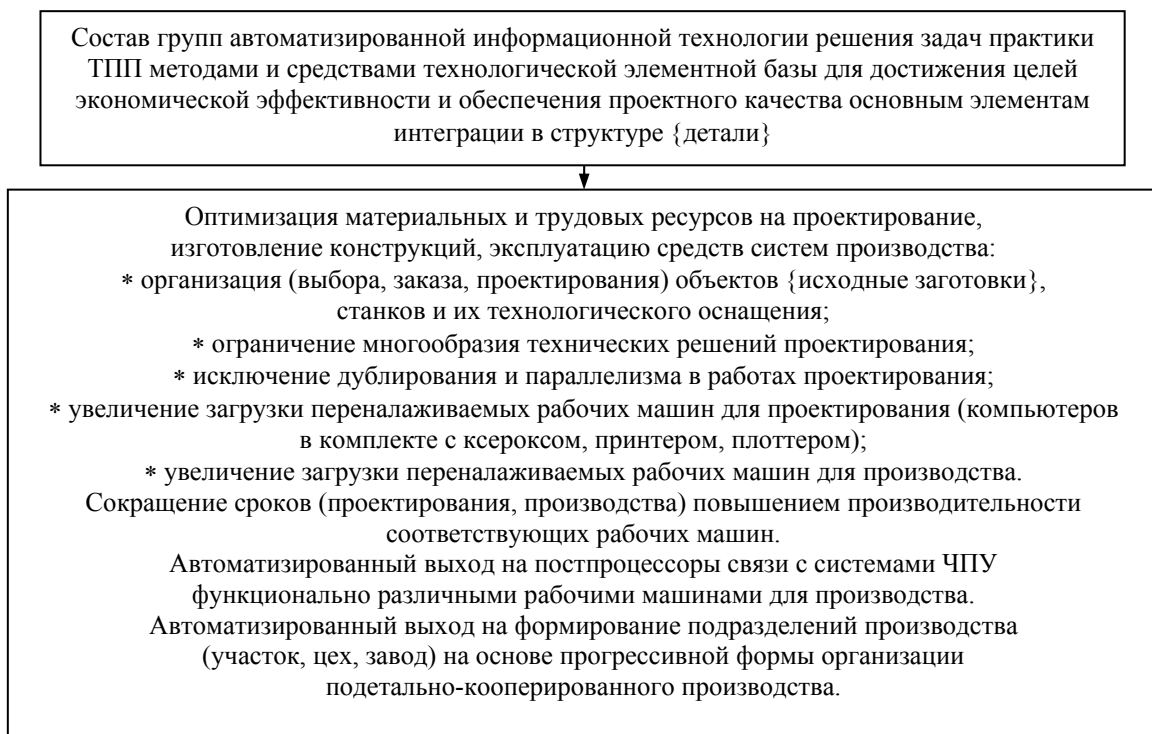 Состав групп автоматизированной информационной технологии решения задач практики
ТПП методами и средствами технологической элементной базы для достижения целей
экономической эффективности и обеспечения проектного качества основным элементам
интеграции в структуре {детали}
Оптимизация материальных и трудовых ресурсов на проектирование,
изготовление конструкций, эксплуатацию средств систем производства:
* организация (выбора, заказа, проектирования) объектов {исходные заготовки},
станков и их технологического оснащения;
* ограничение многообразия технических решений проектирования;
* исключение дублирования и параллелизма в работах проектирования;
* увеличение загрузки переналаживаемых рабочих машин для проектирования (компьютеров
в комплекте с ксероксом, принтером, плоттером);
* увеличение загрузки переналаживаемых рабочих машин для производства.
Сокращение сроков (проектирования, производства) повышением производительности
соответствующих рабочих машин.
Автоматизированный выход на постпроцессоры связи с системами ЧПУ
функционально различными рабочими машинами для производства.
Автоматизированный выход на формирование подразделений производства
(участок, цех, завод) на основе прогрессивной формы организации
подетально-кооперированного производства.